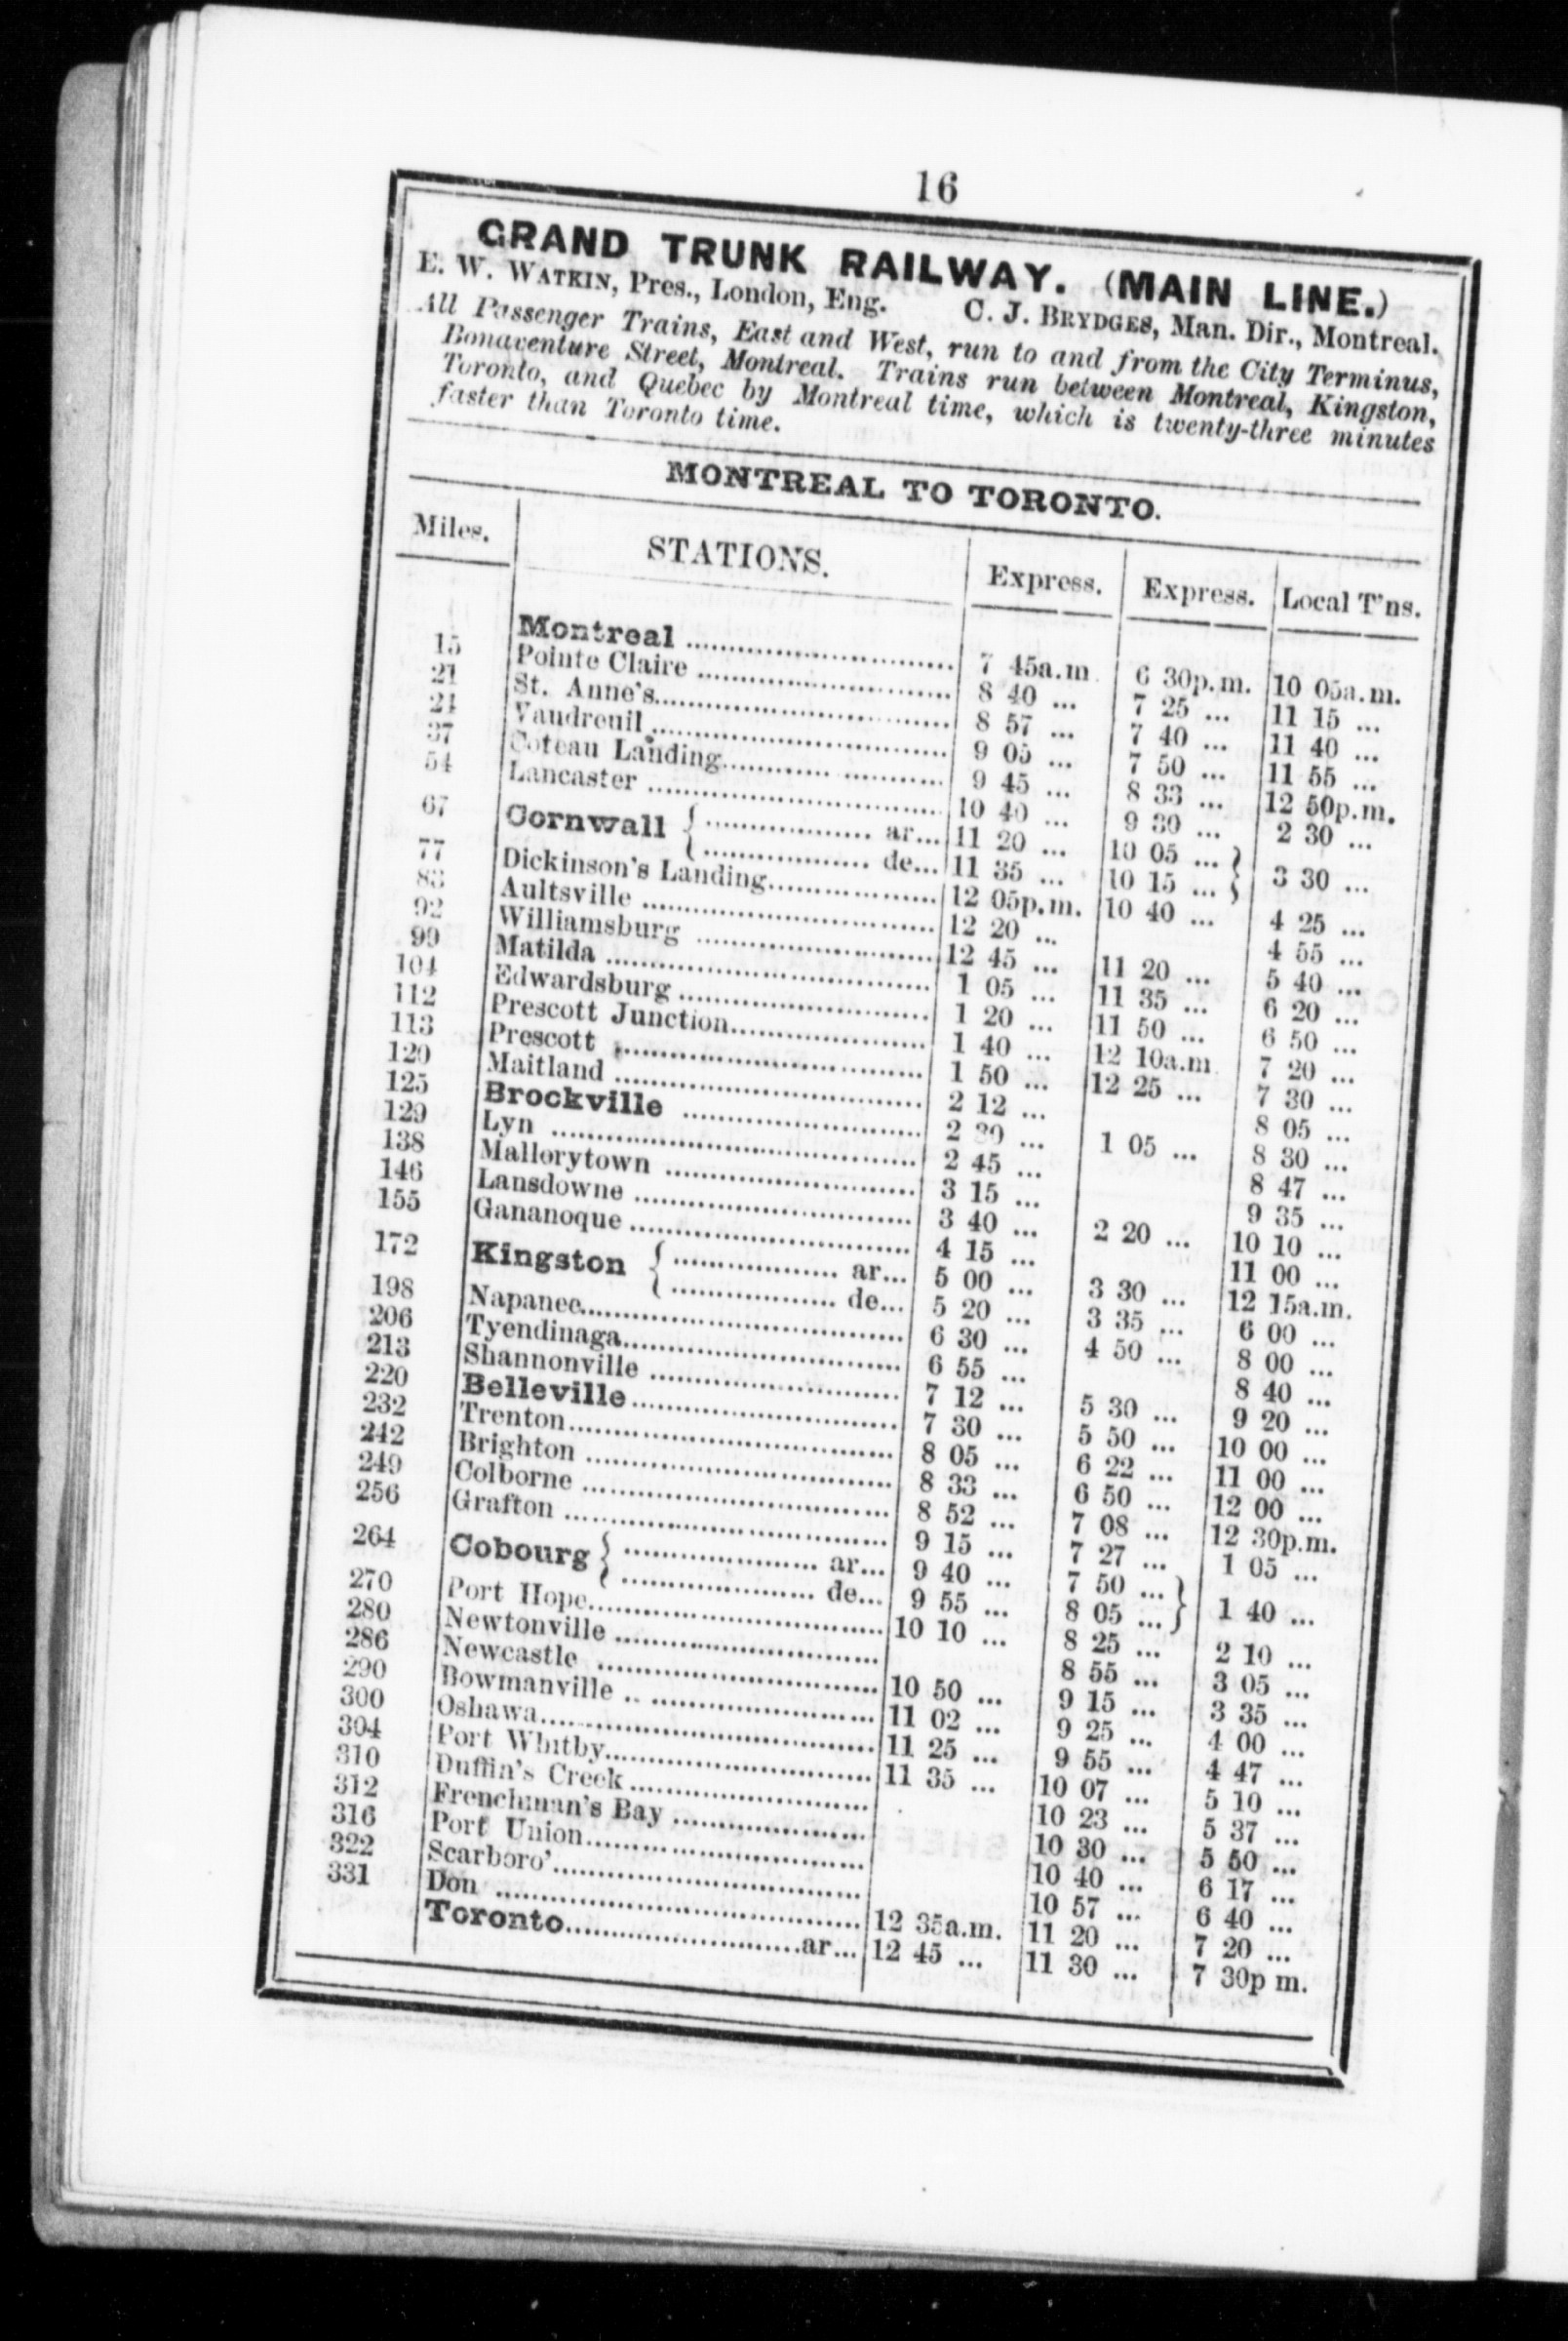 16
GRAND TRUNK RAILWAY. (MAIN LINE.)
E. W. WATKIN, Pres., London, Eng. C. J. BRYDGES, Man. Dir., Montreal.
All Passenger Trains, East and West, run to and from the City Terminus,
Bonaventure Street, Montreal. Trains run between Montreal, Kingston,
Toronto, and Quebec by Montreal time, which is twenty-three minutes
faster than Toronto time.
MONTREAL TO TORONTO.
Miles. STATIONS. Express. Express. Local T'ns.
Montreal ... 7 45a.m 6 30p.m. 10 05a.m.
15 Pointe Claire ... 8 40 ... 7 25 ... 11 15 ...
21 St. Anne's... 8 57 ... 7 40 ... 11 40 ...
24 Vaudreuil ... 9 05 ... 7 50 ... 11 55 ...
37 Coteau Landing... 9 45 ... 8 33 ... 12 50p.m.
54 Lancaster ... 10 40 ... 9 30 ... 2 30 ...
67 Cornwall { ... ar... 11 20 ... 10 05 ... }
{ ... de... 11 35 ... 10 15 ... } 3 30 ...
77 Dickinson's Landing... 12 05p.m. 10 40 ... 4 25 ...
83 Aultsville ... 12 20 ... 4 55 ...
92 Williamsburg ... 12 45 ... 11 20 ... 5 40 ...
99 Matilda ... 1 05 ... 11 35 ... 6 20 ...
104 Edwardsburg ... 1 20 ... 11 50 ... 6 50 ...
112 Prescott Junction... 1 40 ... 12 10a.m 7 20 ...
113 Prescott ... 1 50 ... 12 25 ... 7 30 ...
120 Maitland ... 2 12 ... 8 05 ...
125 Brockville ... 2 30 ... 1 05 ... 8 30 ...
129 Lyn ... 2 45 ... 8 47 ...
138 Mallorytown ... 3 15 ... 9 35 ...
146 Lansdowne ... 3 40 ... 2 20 ... 10 10 ...
155 Gananoque ... 4 15 ... 11 00 ...
172 Kingston { ... ar... 5 00 ... 3 30 ... 12 15a.m.
{ ... de... 5 20 ... 3 35 ... 6 00 ...
198 Napanee... 6 30 ... 4 50 ... 8 00 ...
206 Tyendinaga... 6 55 ... 8 40 ...
213 Shannonville ... 7 12 ... 5 30 ... 9 20 ...
220 Belleville... 7 30 ... 5 50 ... 10 00 ...
232 Trenton... 8 05 ... 6 22 ... 11 00 ...
242 Brighton ... 8 33 ... 6 50 ... 12 00 ...
249 Colborne ... 8 52 ... 7 08 ... 12 30p.m.
256 Grafton ... 9 15 ... 7 27 ... 1 05 ...
264 Cobourg { ... ar... 9 40 ... 7 50 ... }
{ ... de... 9 55 ... 8 05 ... } 1 40 ...
270 Port Hope... 10 10 ... 8 25 ... 2 10 ...
280 Newtonville ... 8 55 ... 3 05 ...
286 Newcastle ... 10 50 ... 9 15 ... 3 35 ...
290 Bowmanville ... 11 02 ... 9 25 ... 4 00 ...
300 Oshawa... 11 25 ... 9 55 ... 4 47 ...
304 Port Whitby... 11 35 ... 10 07 ... 5 10 ...
310 Duffin's Creek ... 10 23 ... 5 37 ...
312 Frenchman's Bay ... 10 30 ... 5 50 ...
316 Port Union... 10 40 ... 6 17 ...
322 Scarboro'... 10 57 ... 6 40 ...
331 Don ... 12 35a.m. 11 20 ... 7 20 ...
Toronto...ar... 12 45 ... 11 30 ... 7 30p m.